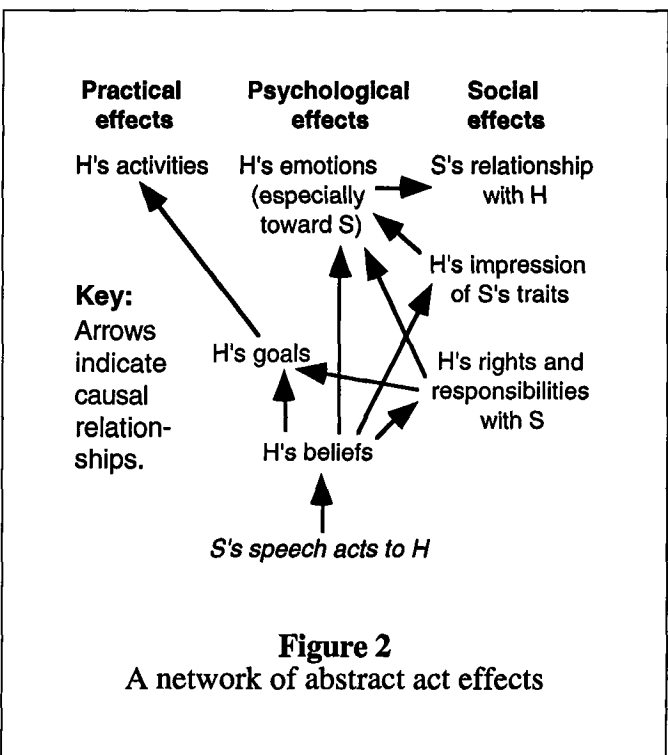 Practical
effects
Psychological
effects
Social
effects
H's activities
H's emotions
(especially
toward S)
S's relationship
with H
H's impression
of S's traits
Key:
Arrows
indicate
causal
relation-
ships.
H's goals
H's rights and
responsibilities
with S
H's beliefs
S's speech acts to H
Figure 2
A network of abstract act effects